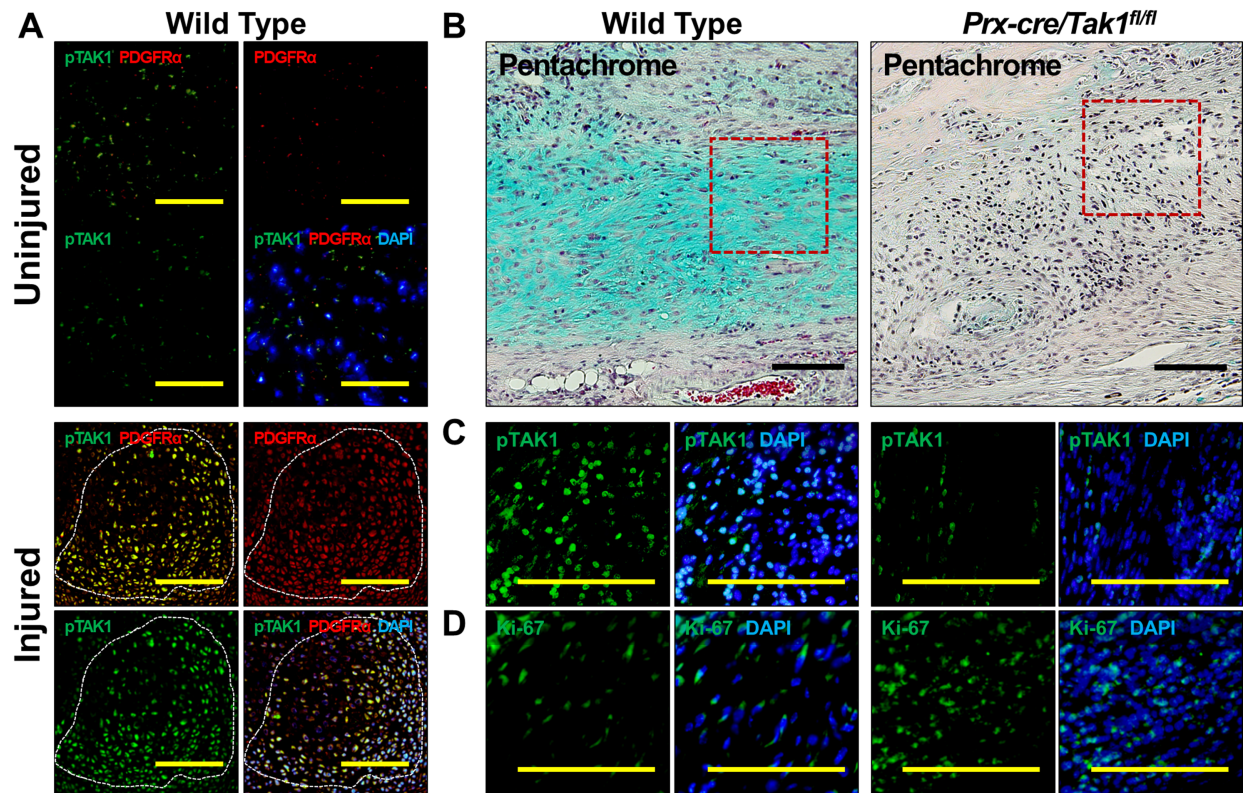 A
Wild Type
Uninjured
pTAK1 PDGFRα
PDGFRα
pTAK1
pTAK1 PDGFRα DAPI
Injured
pTAK1 PDGFRα
PDGFRα
pTAK1
pTAK1 PDGFRα DAPI
B
Wild Type
Prx-cre/Tak1fl/fl
Pentachrome
Pentachrome
C
pTAK1
pTAK1 DAPI
pTAK1
pTAK1 DAPI
D
Ki-67
Ki-67 DAPI
Ki-67
Ki-67 DAPI